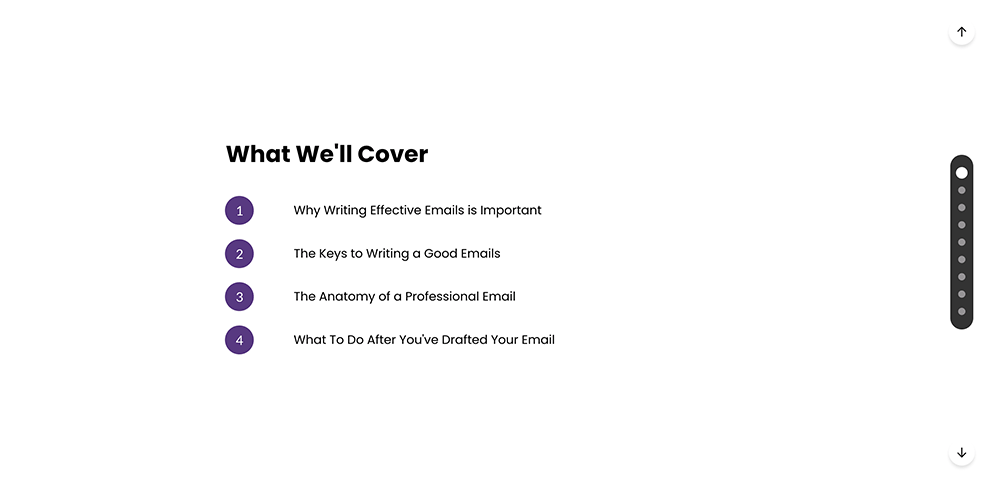 What We'll Cover
1 Why Writing Effective Emails is Important
2 The Keys to Writing a Good Emails
3 The Anatomy of a Professional Email
4 What To Do After You've Drafted Your Email